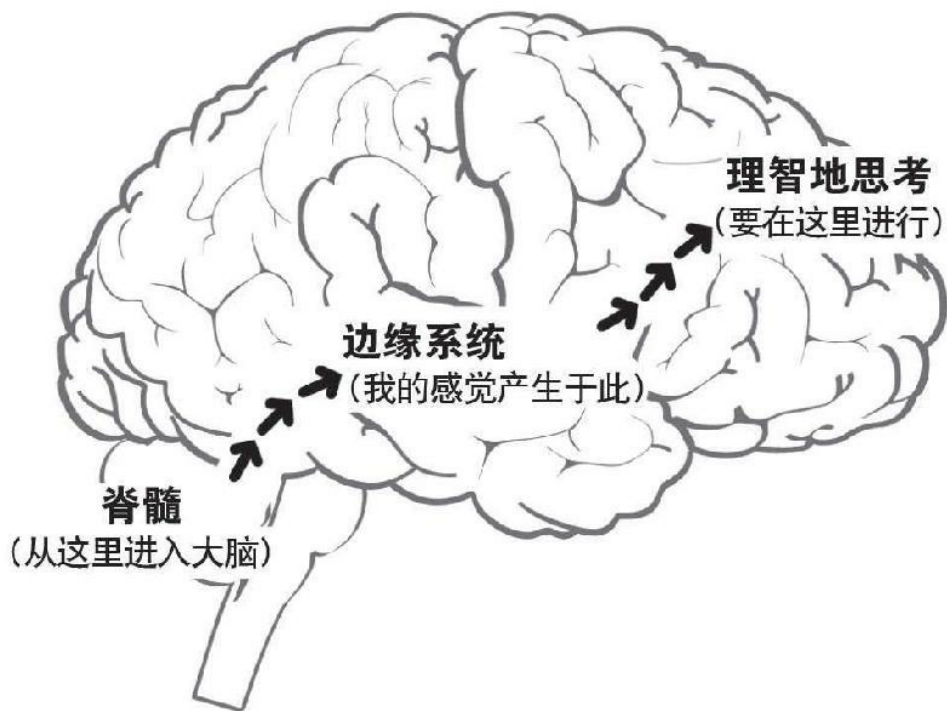 理智地思考
（要在这里进行）
边缘系统
（我的感觉产生于此）
脊髓
（从这里进入大脑）